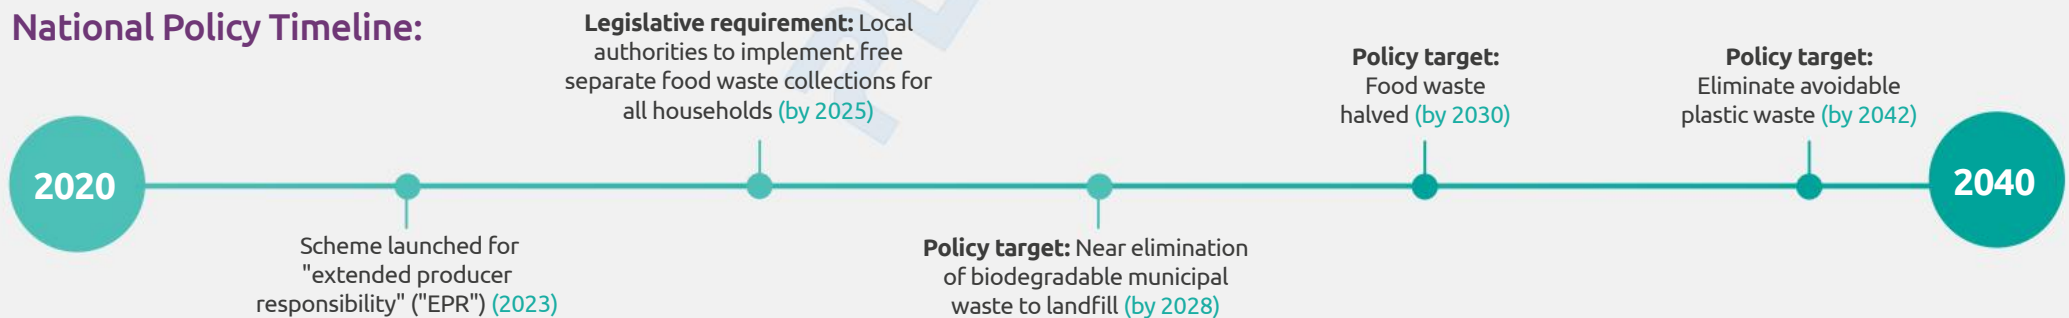 National Policy Timeline:
Legislative requirement: Local
authorities to implement free
separate food waste collections for
all households (by 2025)
Policy target:
Food waste
halved (by 2030)
Policy target:
Eliminate avoidable
plastic waste (by 2042)
2020
2040
Scheme launched for
"extended producer
responsibility" ("EPR") (2023)
Policy target: Near elimination
of biodegradable municipal
waste to landfill (by 2028)